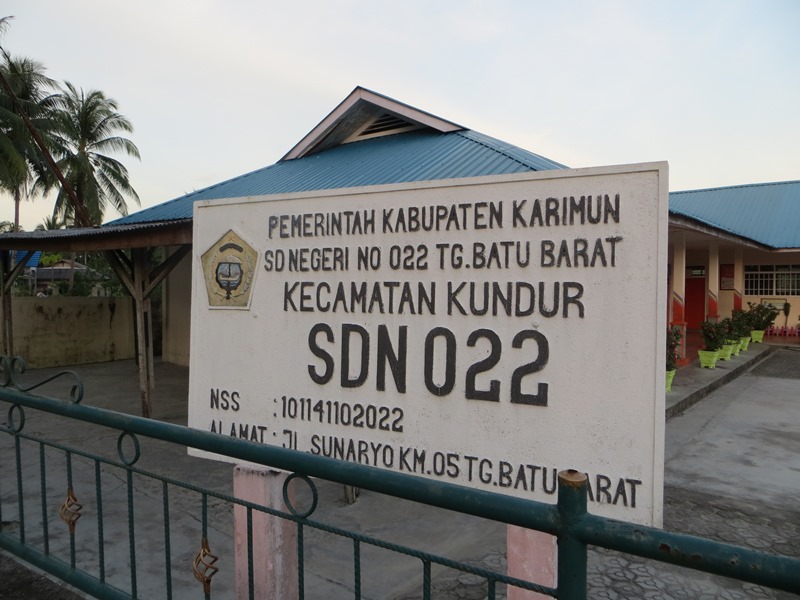 PEMERINTAH KABUPATEN KARIMUN
SD NEGERI NO 022 TG.BATU BARAT
KECAMATAN KUNDUR
SDN 022
NSS : 101141102022
ALAMAT : JL. SUNARYO KM.05 TG.BATU BARAT